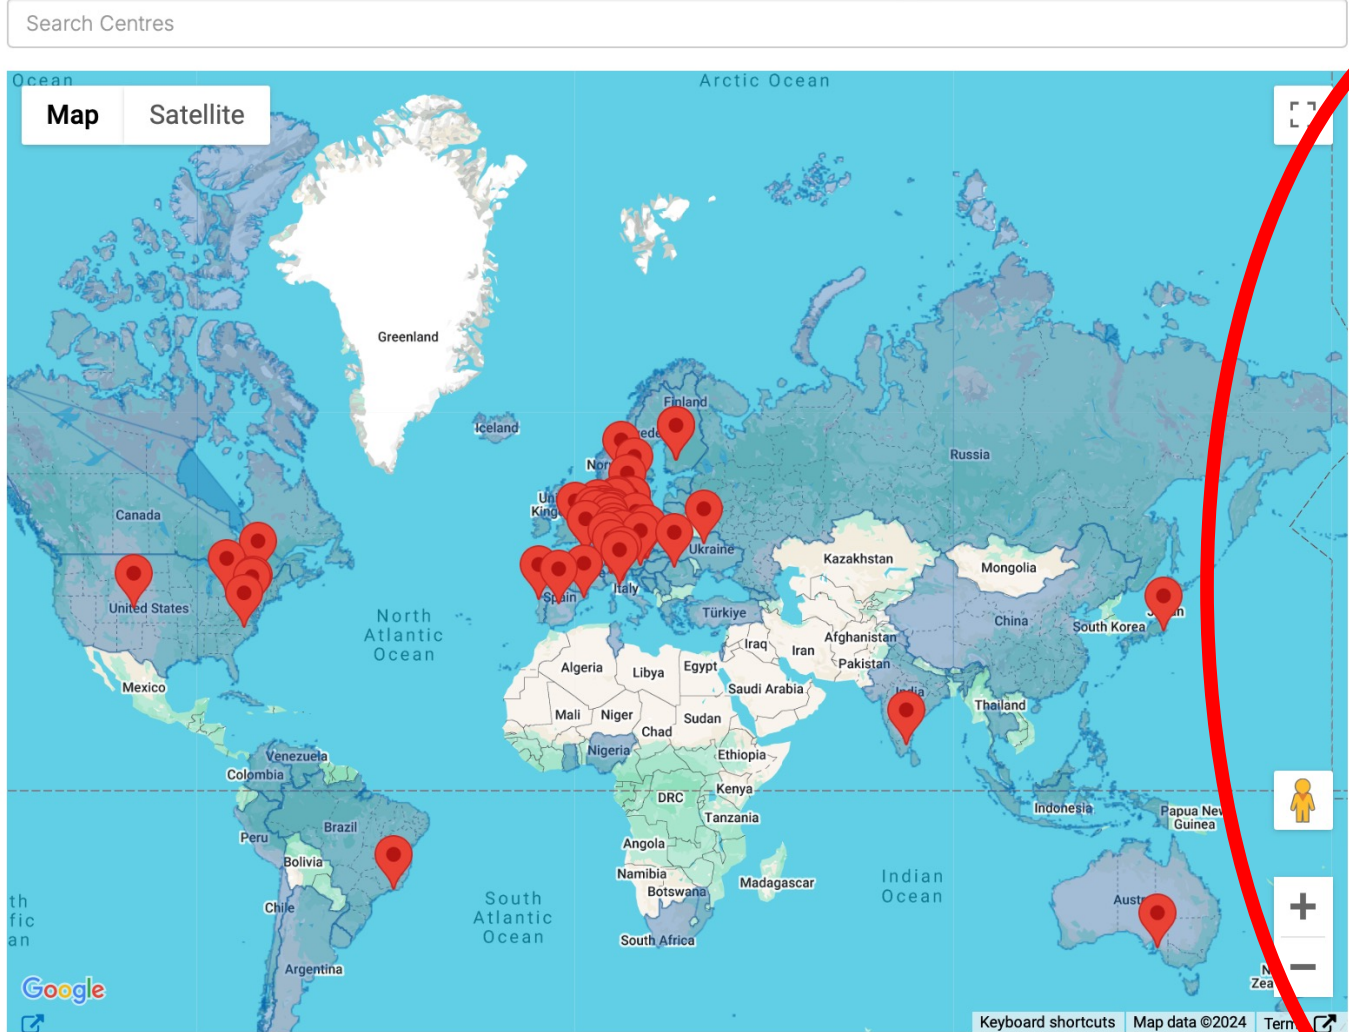 Search Centres
Ocean
Arctic Ocean
Map
Satellite
Greenland
Finland
Iceland
Russia
Canada
Ukraine
Kazakhstan
Mongolia
United States
Spain
Italy
Türkiye
China
South Korea
North
Atlantic
Ocean
Iraq
Iran
Afghanistan
Pakistan
Algeria
Libya
Egypt
Saudi Arabia
India
Mexico
Thailand
Mali
Niger
Chad
Sudan
Nigeria
Ethiopia
Venezuela
Colombia
DRC
Kenya
Tanzania
Indonesia
Papua New
Guinea
Peru
Brazil
Bolivia
Angola
Namibia
Botswana
Madagascar
Indian
Ocean
Chile
South
Atlantic
Ocean
South Africa
Argentina
Google
Keyboard shortcuts
Map data ©2024
Term